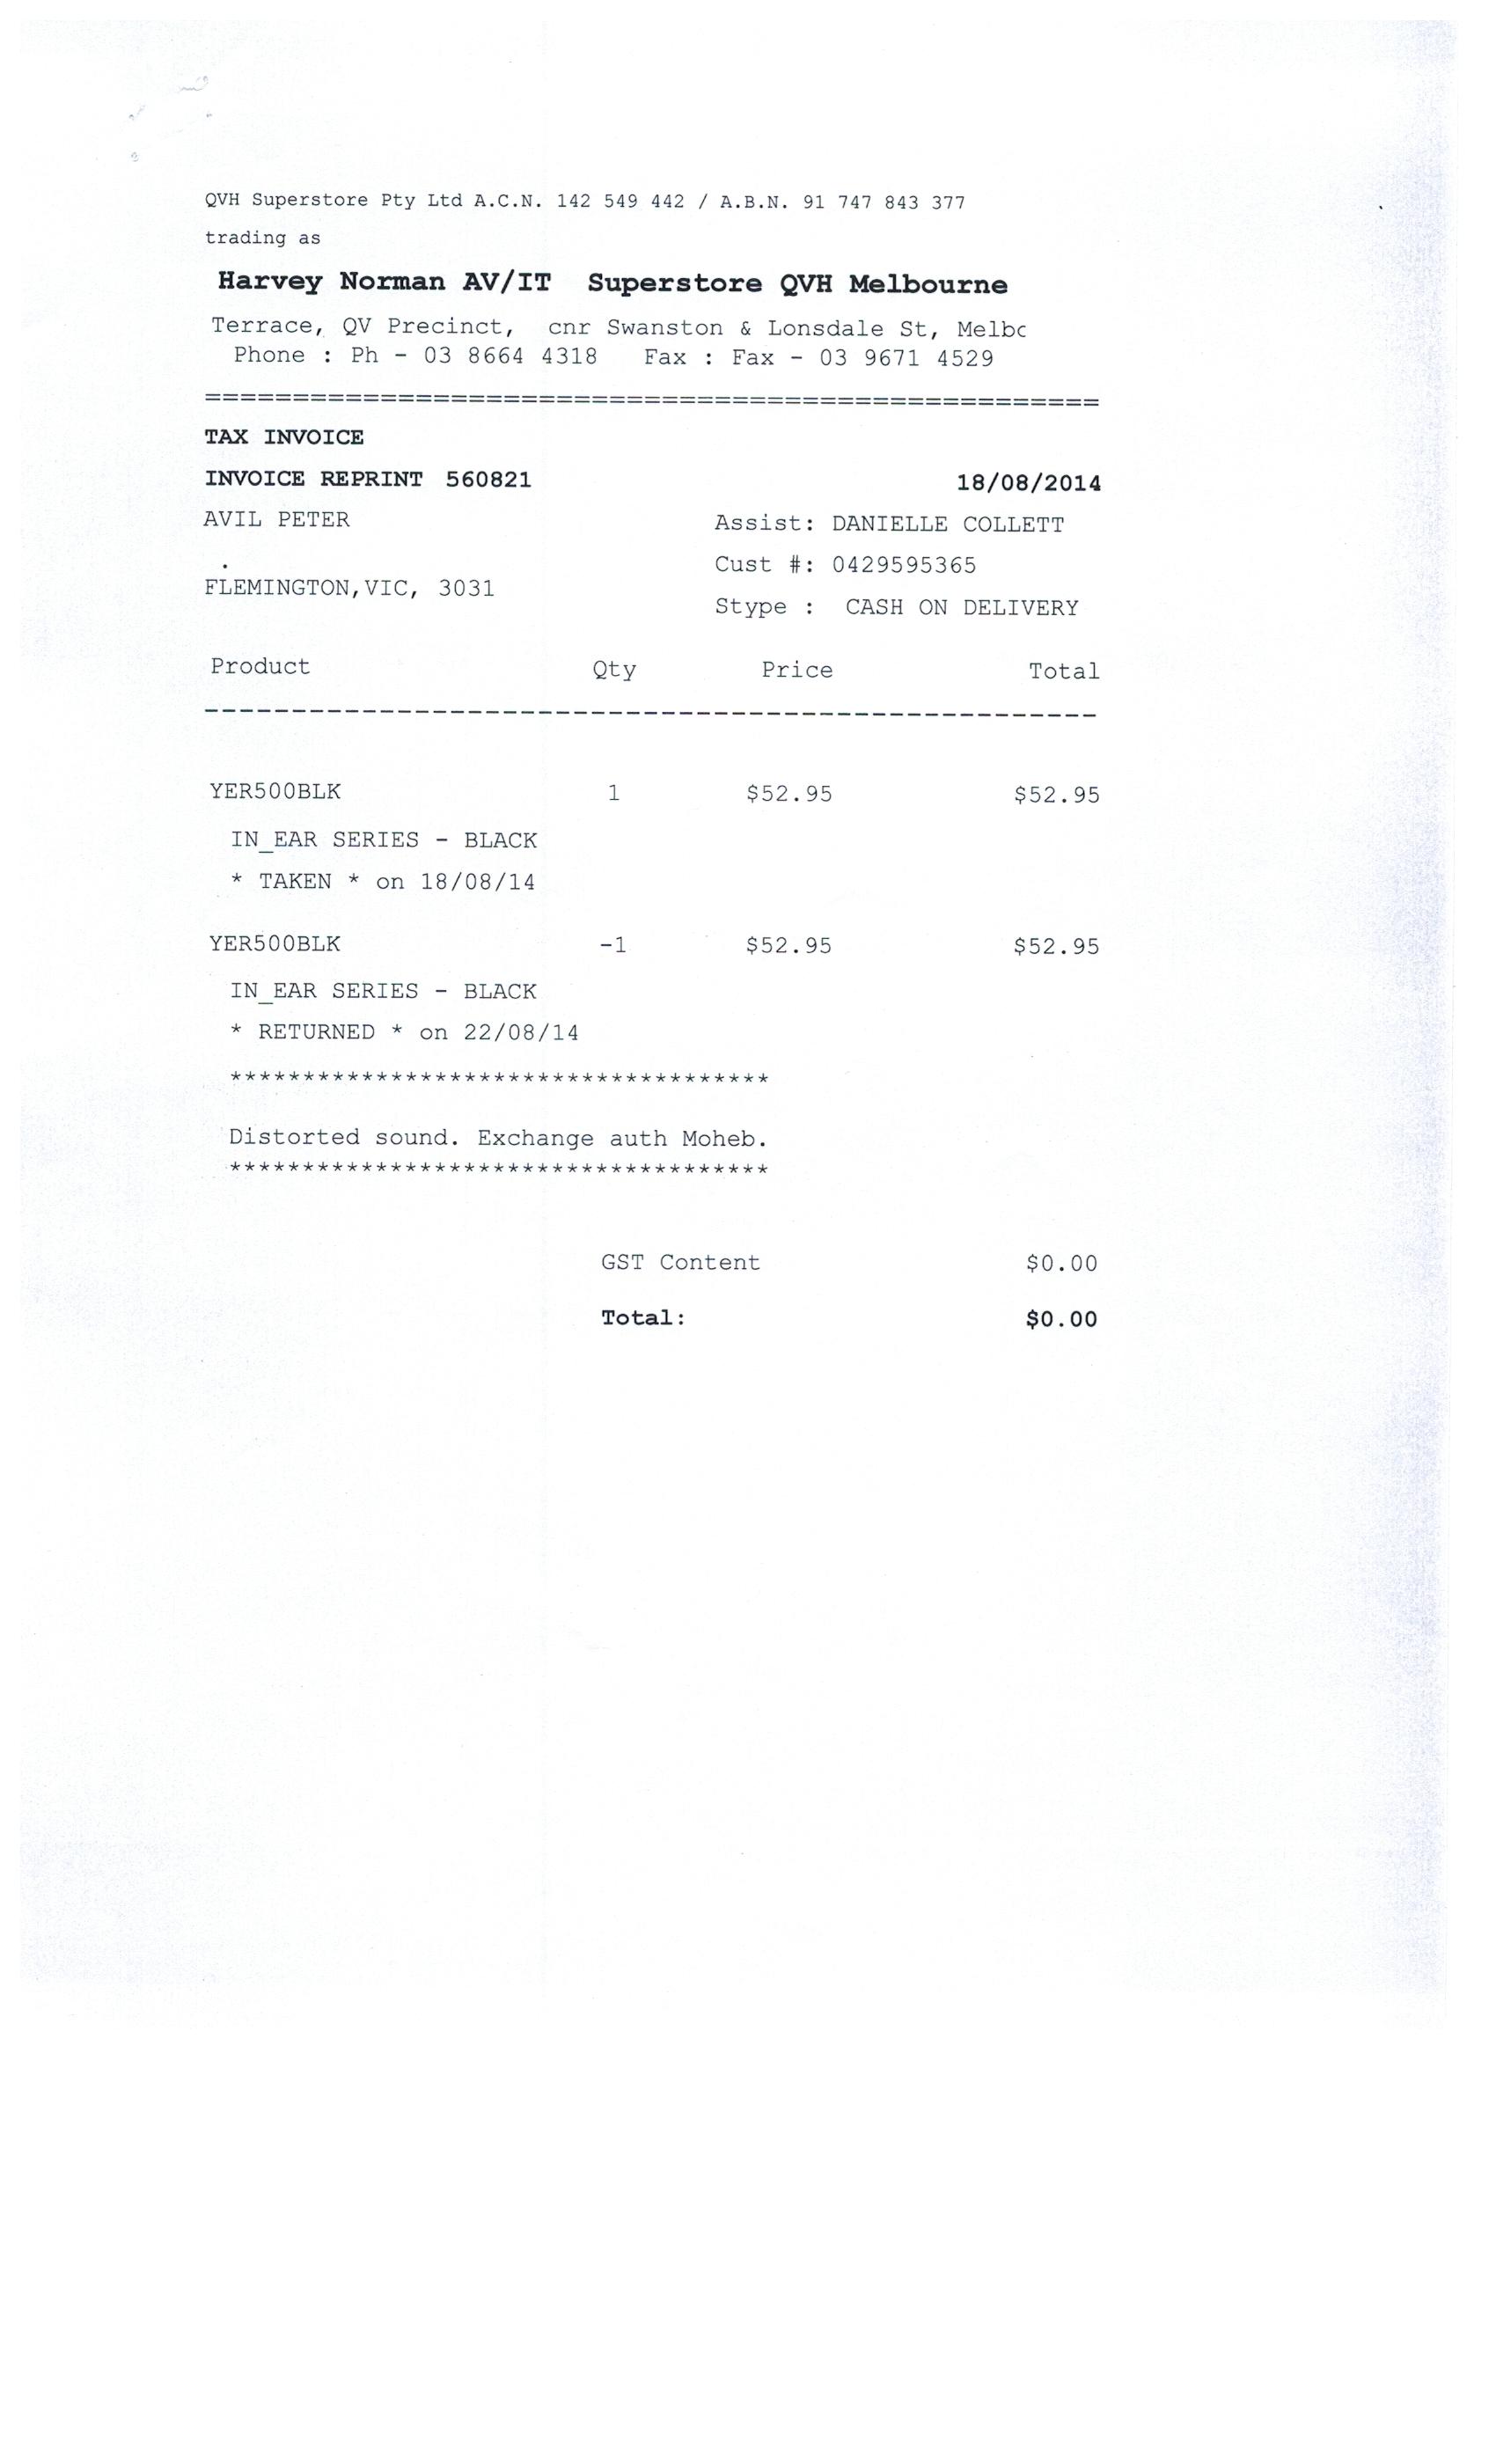 QVH Superstore Pty Ltd A.C.N. 142 549 442 / A.B.N. 91 747 843 377
trading as
Harvey Norman AV/IT Superstore QVH Melbourne
Terrace, QV Precinct, cnr Swanston & Lonsdale St, Melbc
Phone : Ph - 03 8664 4318 Fax : Fax - 03 9671 4529
==============================================================
TAX INVOICE
INVOICE REPRINT 560821 18/08/2014
AVIL PETER Assist: DANIELLE COLLETT
. Cust #: 0429595365
FLEMINGTON,VIC, 3031
Stype : CASH ON DELIVERY
Product Qty Price Total
--------------------------------------------------------------
YER500BLK 1 $52.95 $52.95
IN_EAR SERIES - BLACK
* TAKEN * on 18/08/14
YER500BLK -1 $52.95 $52.95
IN_EAR SERIES - BLACK
* RETURNED * on 22/08/14
*************************************
Distorted sound. Exchange auth Moheb.
*************************************
GST Content $0.00
Total: $0.00